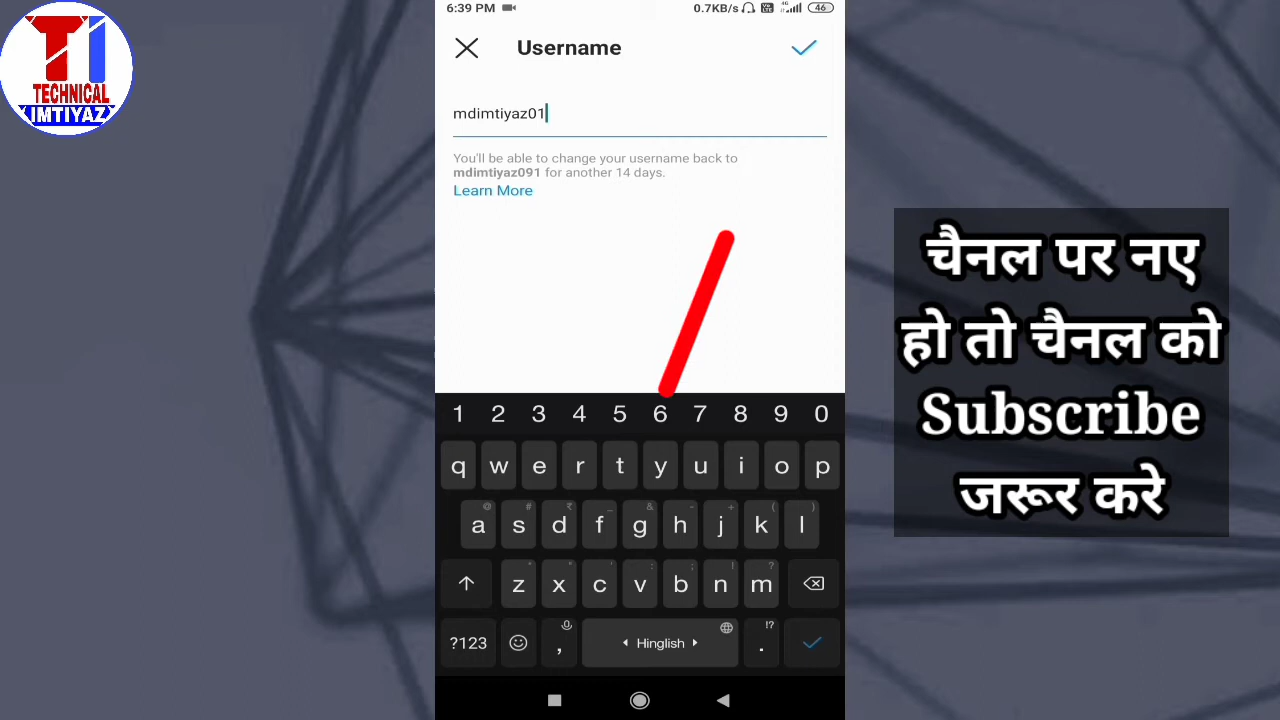 TI
TECHNICAL
IMTIYAZ
6:39 PM
0.7KB/s
4G
46
Username
mdimtiyaz01
You'll be able to change your username back to
mdimtiyaz091 for another 14 days.
Learn More
चैनल पर नए
हो तो चैनल को
Subscribe
जरूर करे
1 2 3 4 5 6 7 8 9 0
q w e r t y u i o p
@ # ₹ _ & - + ( )
a s d f g h j k l
* " ' : ; ! ?
z x c v b n m
?123 , Hinglish !? .